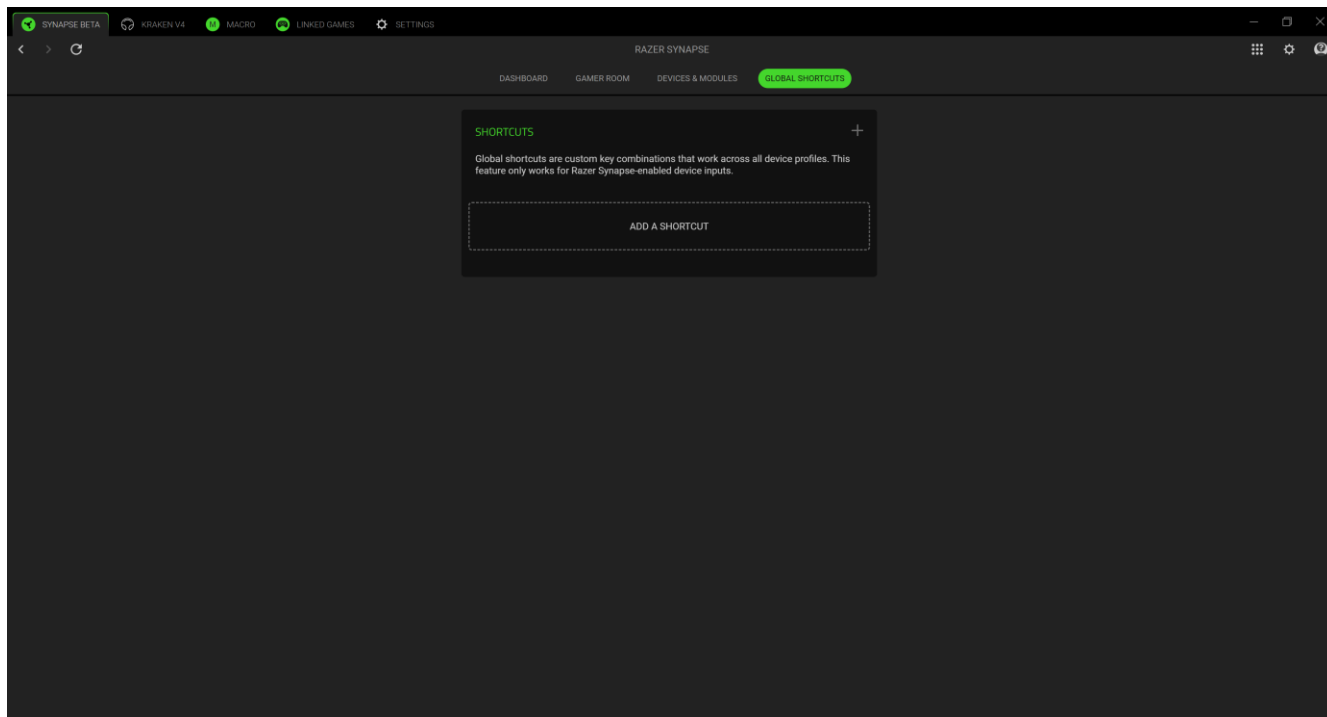 SYNAPSE BETA KRAKEN V4 MACRO LINKED GAMES SETTINGS
RAZER SYNAPSE
DASHBOARD GAMER ROOM DEVICES & MODULES GLOBAL SHORTCUTS
SHORTCUTS
Global shortcuts are custom key combinations that work across all device profiles. This
feature only works for Razer Synapse-enabled device inputs.
ADD A SHORTCUT